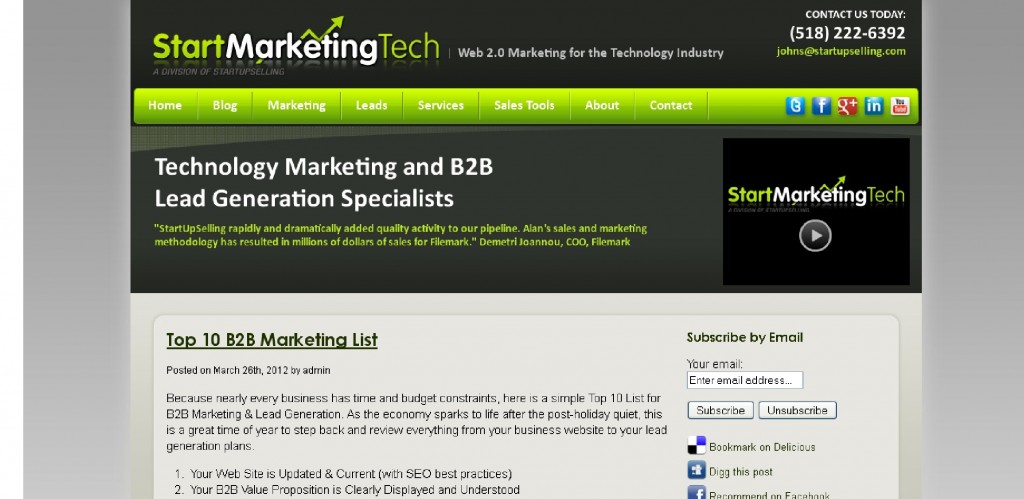 CONTACT US TODAY:
(518) 222-6392
johns@startupselling.com
StartMarketingTech
A DIVISION OF STARTUPSELLING
Web 2.0 Marketing for the Technology Industry
Home Blog Marketing Leads Services Sales Tools About Contact
Technology Marketing and B2B
Lead Generation Specialists
"StartUpSelling rapidly and dramatically added quality activity to our pipeline. Alan's sales and marketing
methodology has resulted in millions of dollars of sales for Filemark." Demetri Joannou, COO, Filemark
StartMarketingTech
A DIVISION OF STARTUPSELLING
Top 10 B2B Marketing List
Posted on March 26th, 2012 by admin
Because nearly every business has time and budget constraints, here is a simple Top 10 List for
B2B Marketing & Lead Generation. As the economy sparks to life after the post-holiday quiet, this
is a great time of year to step back and review everything from your business website to your lead
generation plans.
1. Your Web Site is Updated & Current (with SEO best practices)
2. Your B2B Value Proposition is Clearly Displayed and Understood
Subscribe by Email
Your email:
Enter email address...
Subscribe Unsubscribe
Bookmark on Delicious
Digg this post
Recommend on Facebook